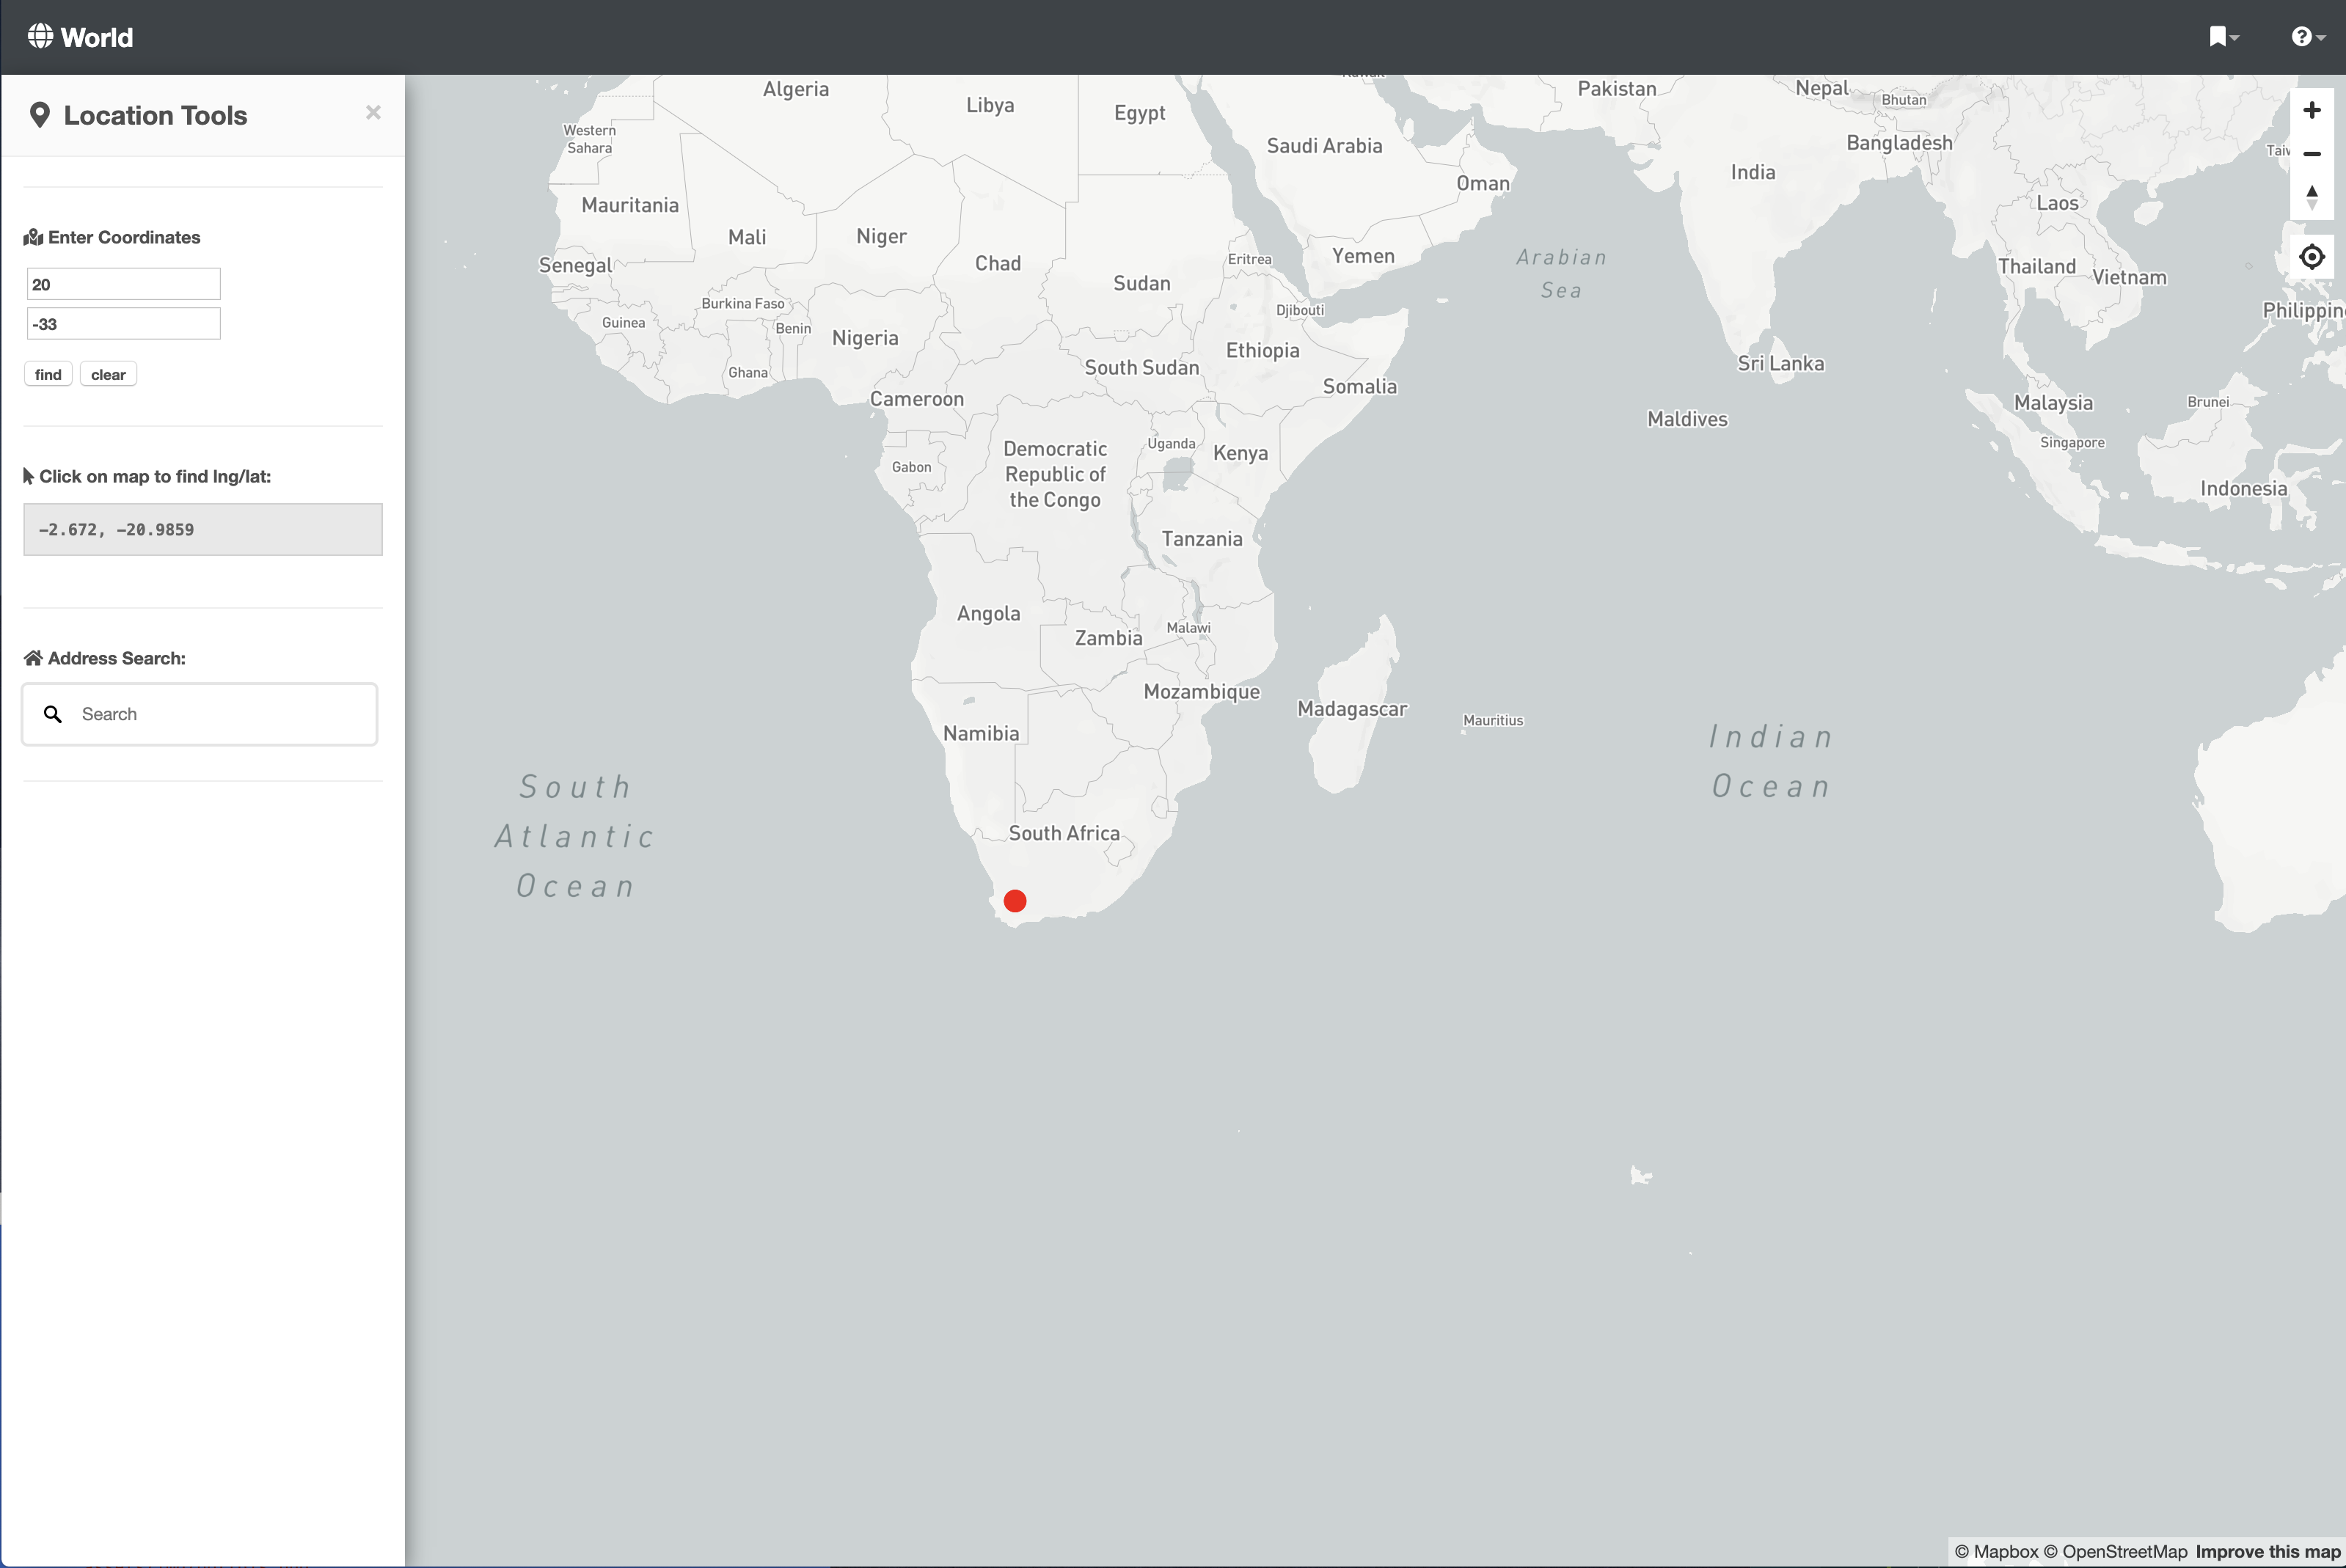 World
Location Tools
×
Enter Coordinates
20
-33
find clear
Click on map to find lng/lat:
-2.672, -20.9859
Address Search:
Search
Algeria
Libya
Egypt
Pakistan
Nepal
Bhutan
Western
Sahara
Saudi Arabia
Bangladesh
India
Oman
Laos
Mauritania
Mali
Niger
Chad
Senegal
Eritrea
Yemen
Arabian
Sea
Thailand
Vietnam
Sudan
Burkina Faso
Djibouti
Philippin
Guinea
Benin
Nigeria
Ethiopia
South Sudan
Sri Lanka
Ghana
Somalia
Cameroon
Malaysia
Brunei
Maldives
Singapore
Democratic
Republic of
the Congo
Uganda
Kenya
Gabon
Indonesia
Tanzania
Angola
Zambia
Malawi
Mozambique
Madagascar
Mauritius
Namibia
Indian
Ocean
South
Atlantic
Ocean
South Africa
© Mapbox © OpenStreetMap Improve this map